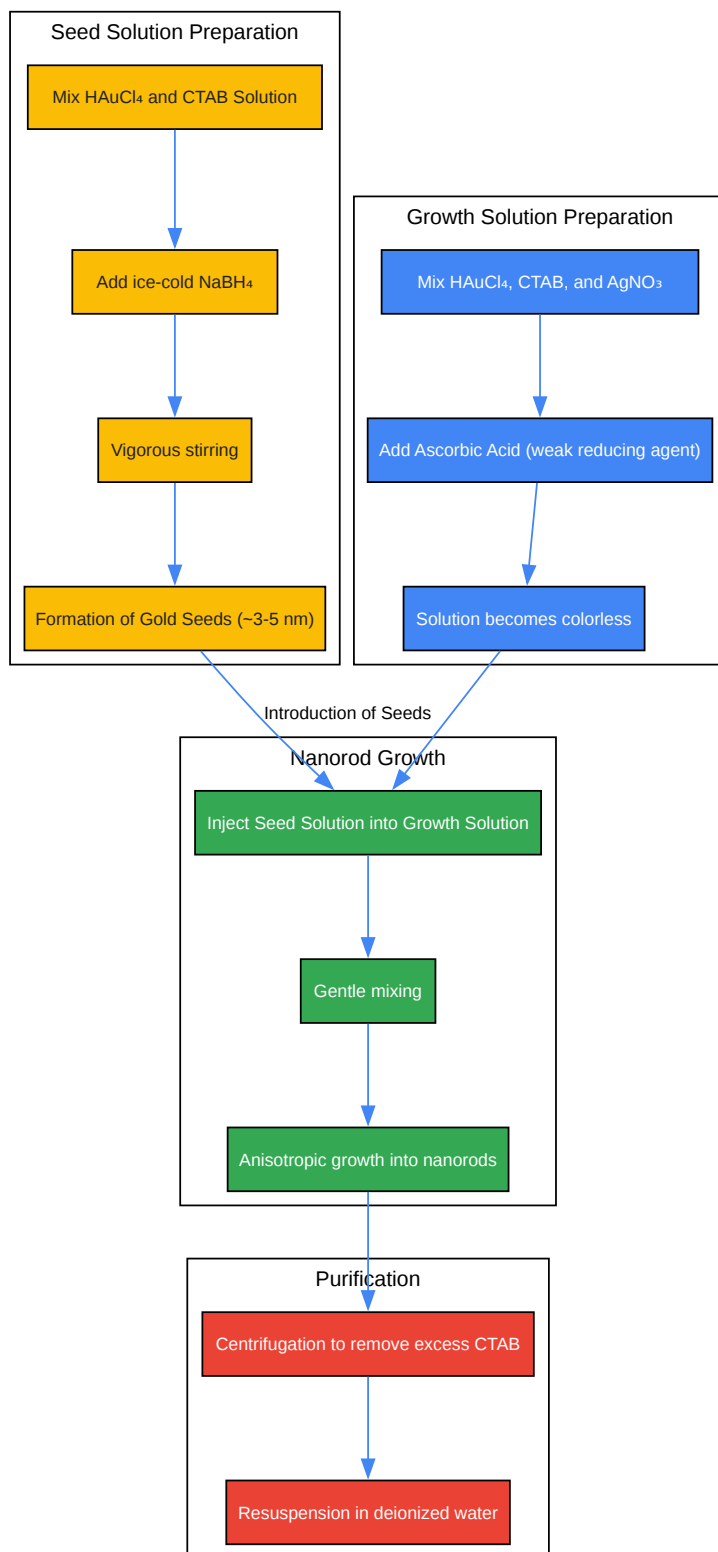 Seed Solution Preparation
Mix HAuCl₄ and CTAB Solution
Add ice-cold NaBH₄
Vigorous stirring
Formation of Gold Seeds (~3-5 nm)
Growth Solution Preparation
Mix HAuCl₄, CTAB, and AgNO₃
Add Ascorbic Acid (weak reducing agent)
Solution becomes colorless
Introduction of Seeds
Nanorod Growth
Inject Seed Solution into Growth Solution
Gentle mixing
Anisotropic growth into nanorods
Purification
Centrifugation to remove excess CTAB
Resuspension in deionized water